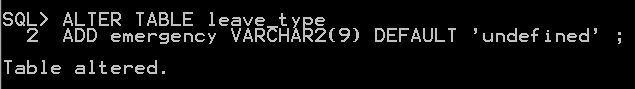 SQL> ALTER TABLE leave_type
2 ADD emergency VARCHAR2(9) DEFAULT 'undefined' ;
Table altered.